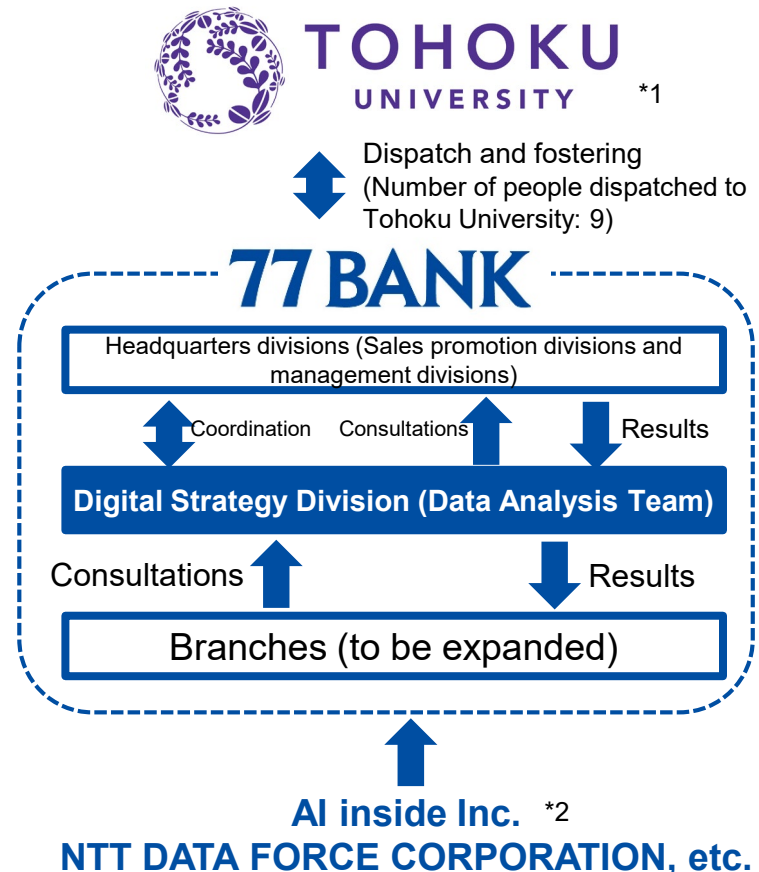 TOHOKU
UNIVERSITY *1
Dispatch and fostering
(Number of people dispatched to
Tohoku University: 9)
77 BANK
Headquarters divisions (Sales promotion divisions and
management divisions)
Coordination Consultations Results
Digital Strategy Division (Data Analysis Team)
Consultations Results
Branches (to be expanded)
AI inside Inc. *2
NTT DATA FORCE CORPORATION, etc.